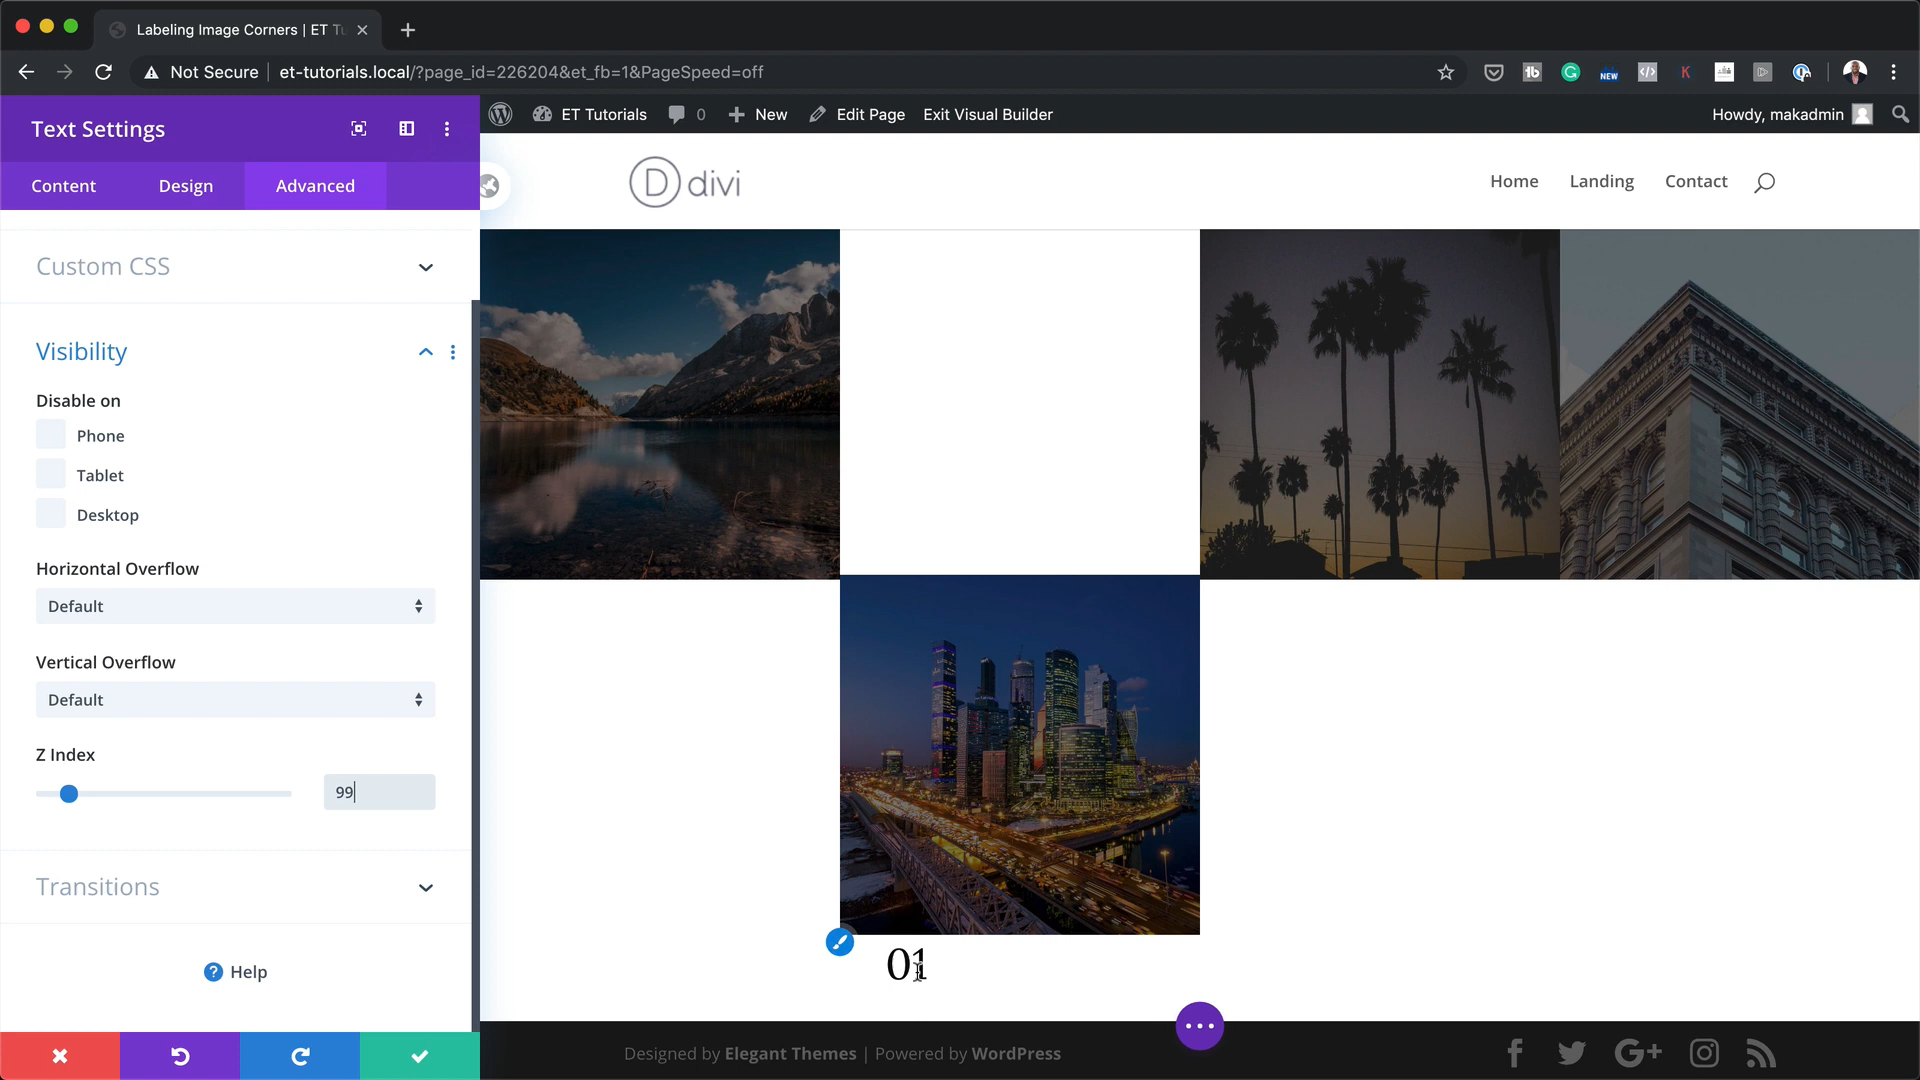 Labeling Image Corners | ET Tu
Not Secure | et-tutorials.local/?page_id=226204&et_fb=1&PageSpeed=off
NEW
Text Settings
ET Tutorials 0 New Edit Page Exit Visual Builder Howdy, makadmin
Content Design Advanced
divi
Home Landing Contact
Custom CSS
Visibility
Disable on
Phone
Tablet
Desktop
Horizontal Overflow
Default
Vertical Overflow
Default
Z Index
99
Transitions
Help
01
Designed by Elegant Themes | Powered by WordPress